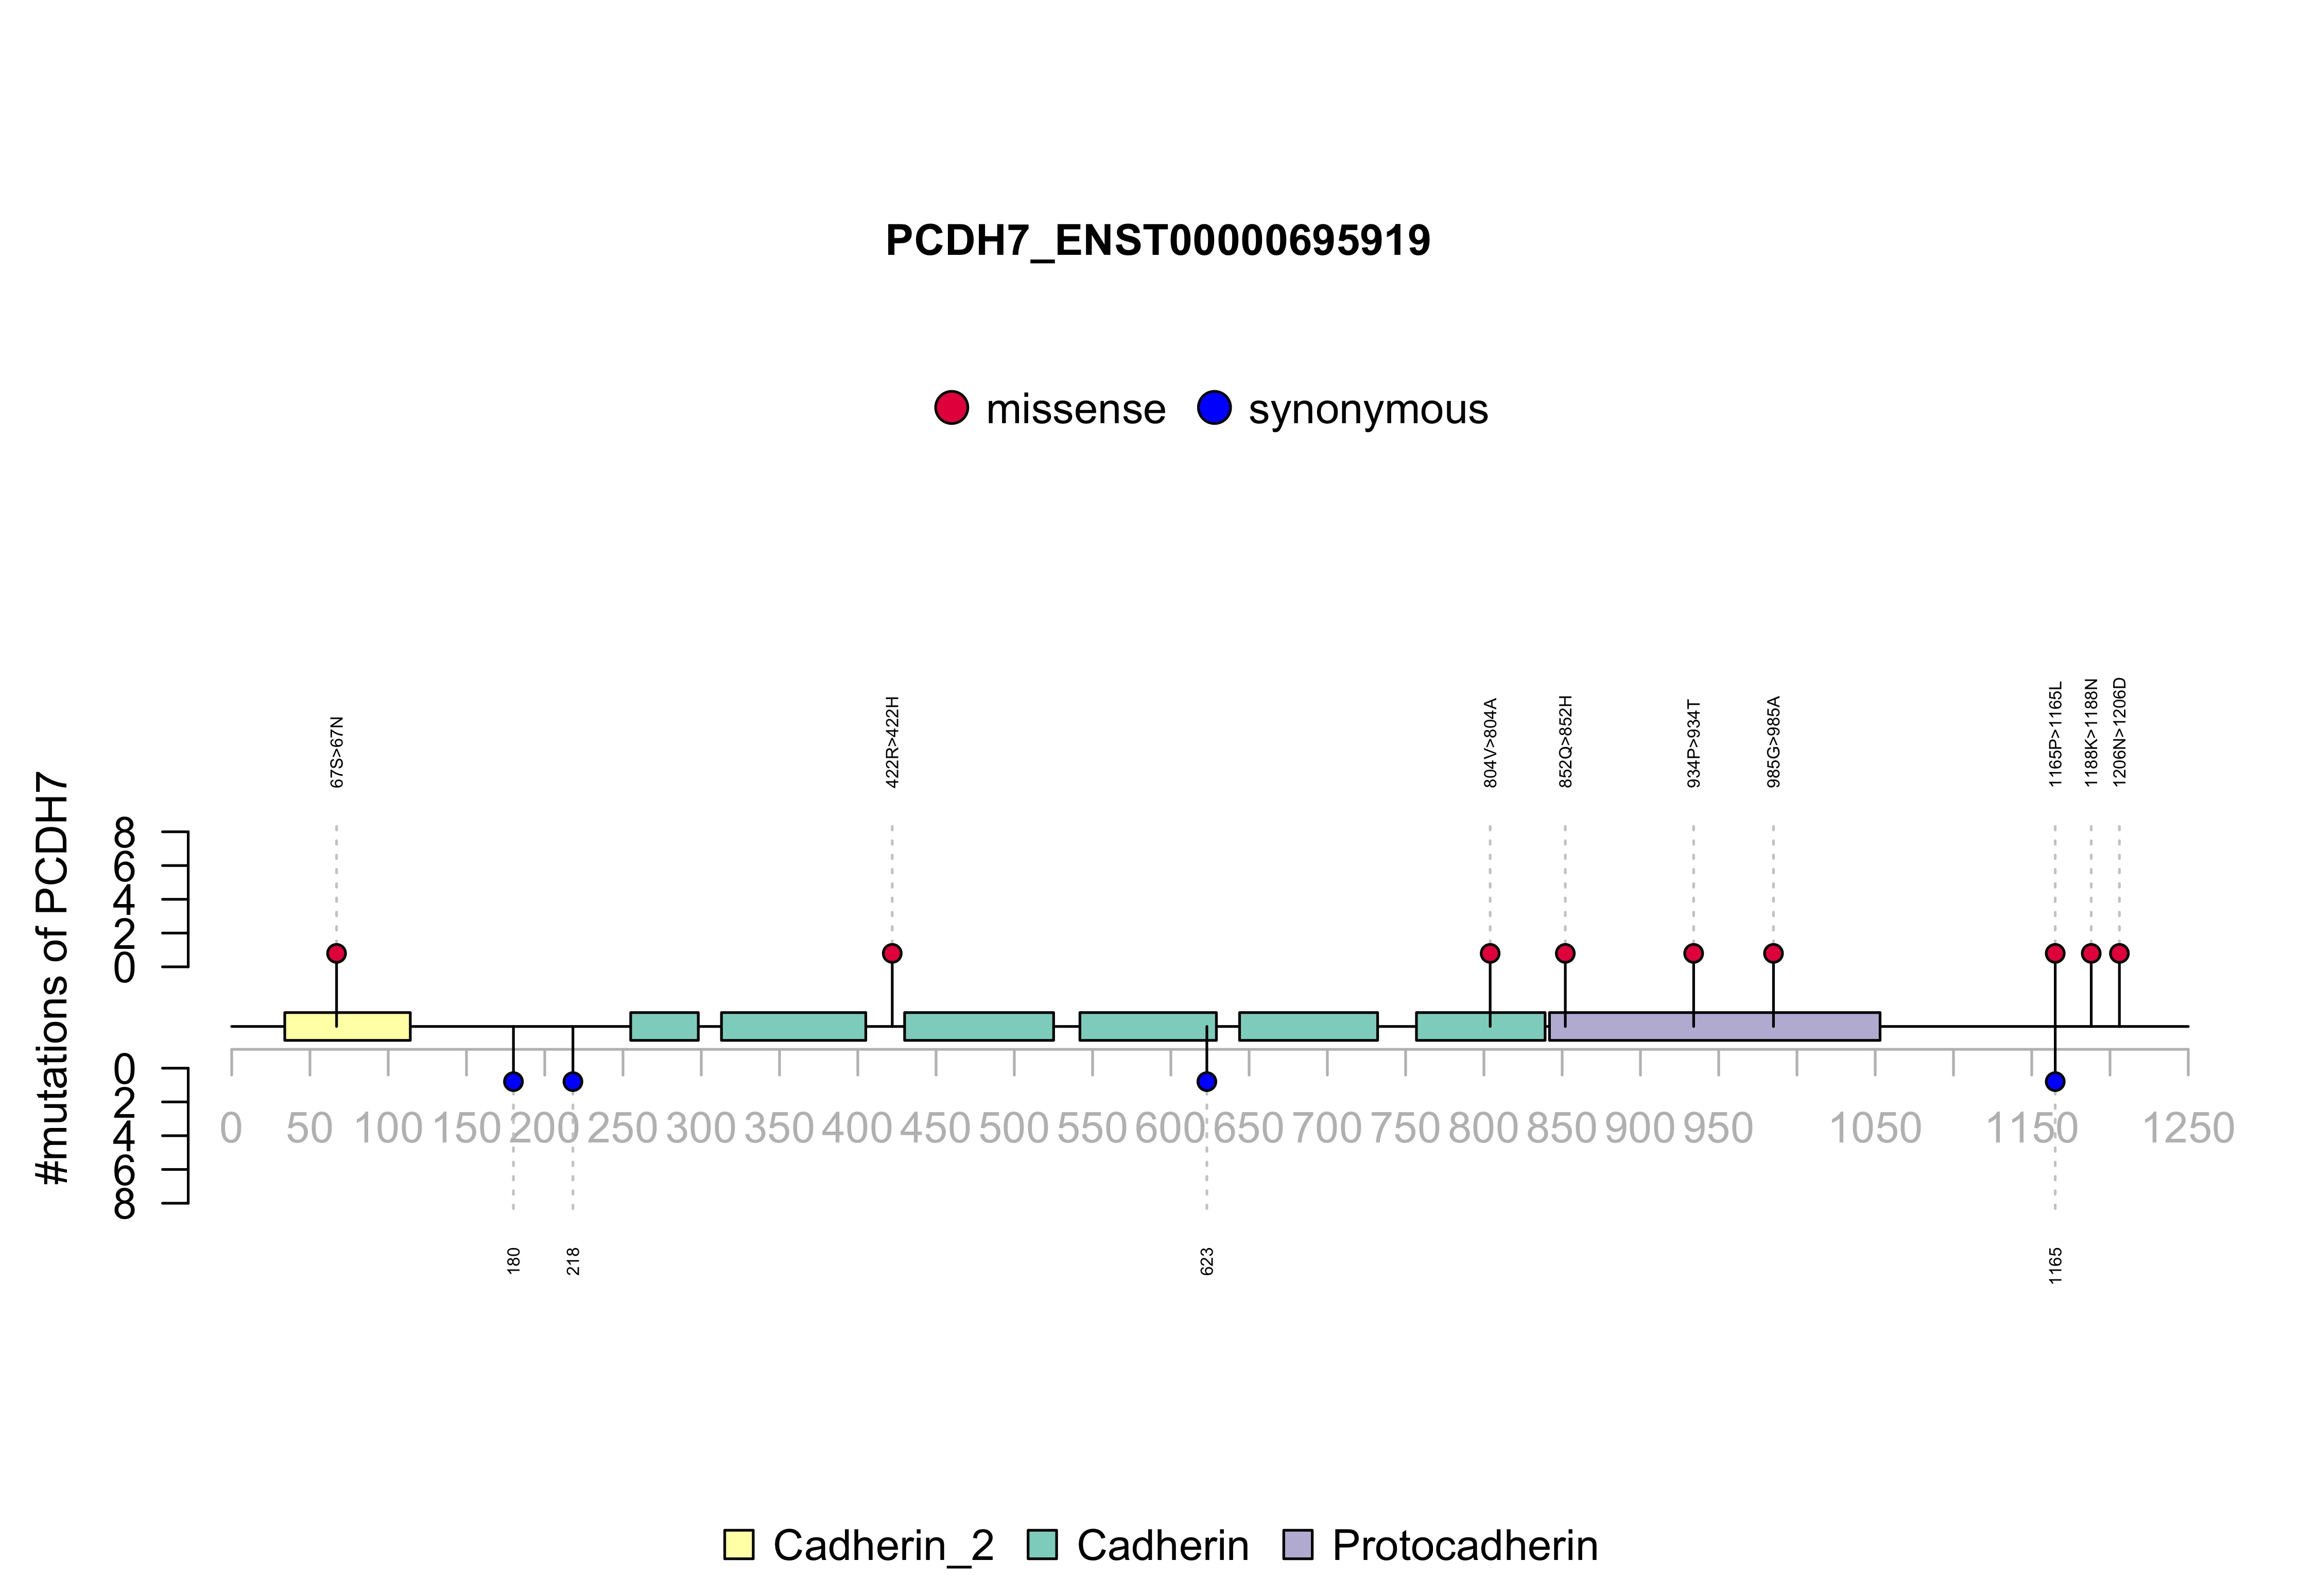 PCDH7_ENST00000695919
missense synonymous
67S>67N 422R>422H 804V>804A 852Q>852H 934P>934T 985G>985A 1165P>1165L 1188K>1188N 1206N>1206D
#mutations of PCDH7
8
6
4
2
0
0
2
4
6
8
0 50 100 150 200 250 300 350 400 450 500 550 600 650 700 750 800 850 900 950 1050 1150 1250
180 218 623 1165
Cadherin_2 Cadherin Protocadherin